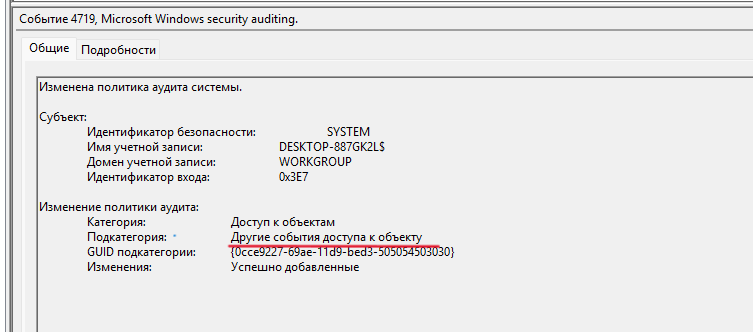 Событие 4719, Microsoft Windows security auditing.
Общие Подробности
Изменена политика аудита системы.
Субъект:
Идентификатор безопасности: SYSTEM
Имя учетной записи: DESKTOP-887GK2L$
Домен учетной записи: WORKGROUP
Идентификатор входа: 0x3E7
Изменение политики аудита:
Категория: Доступ к объектам
Подкатегория: Другие события доступа к объекту
GUID подкатегории: {0cce9227-69ae-11d9-bed3-505054503030}
Изменения: Успешно добавленные